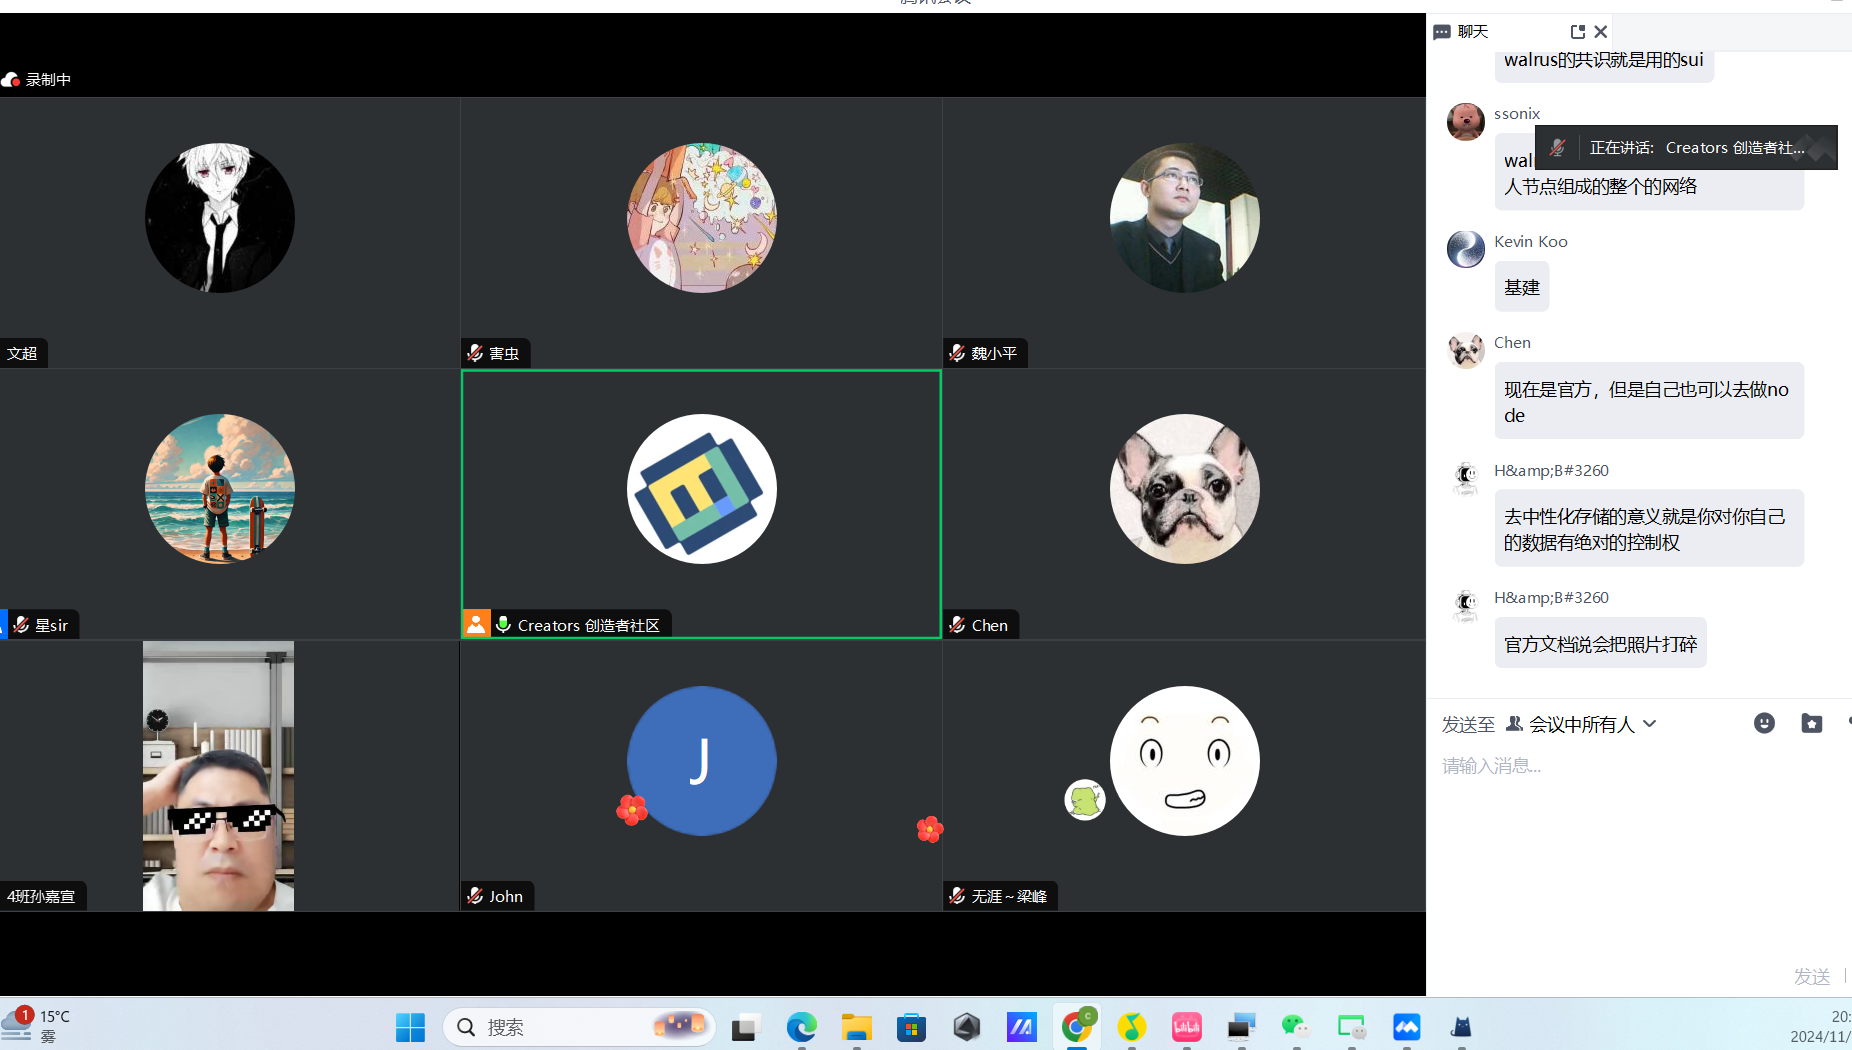 腾讯会议
录制中
文超
害虫
魏小平
星sir
Creators 创造者社区
Chen
4班孙嘉宣
J
John
无涯～梁峰
聊天
walrus的共识就是用的sui
ssonix
正在讲话： Creators 创造者社...
wal
人节点组成的整个的网络
Kevin Koo
基建
Chen
现在是官方，但是自己也可以去做no
de
H&amp;B#3260
去中性化存储的意义就是你对你自己
的数据有绝对的控制权
H&amp;B#3260
官方文档说会把照片打碎
发送至 会议中所有人
请输入消息...
发送
1
15°C
雾
搜索
C
bilibili
20:
2024/11/